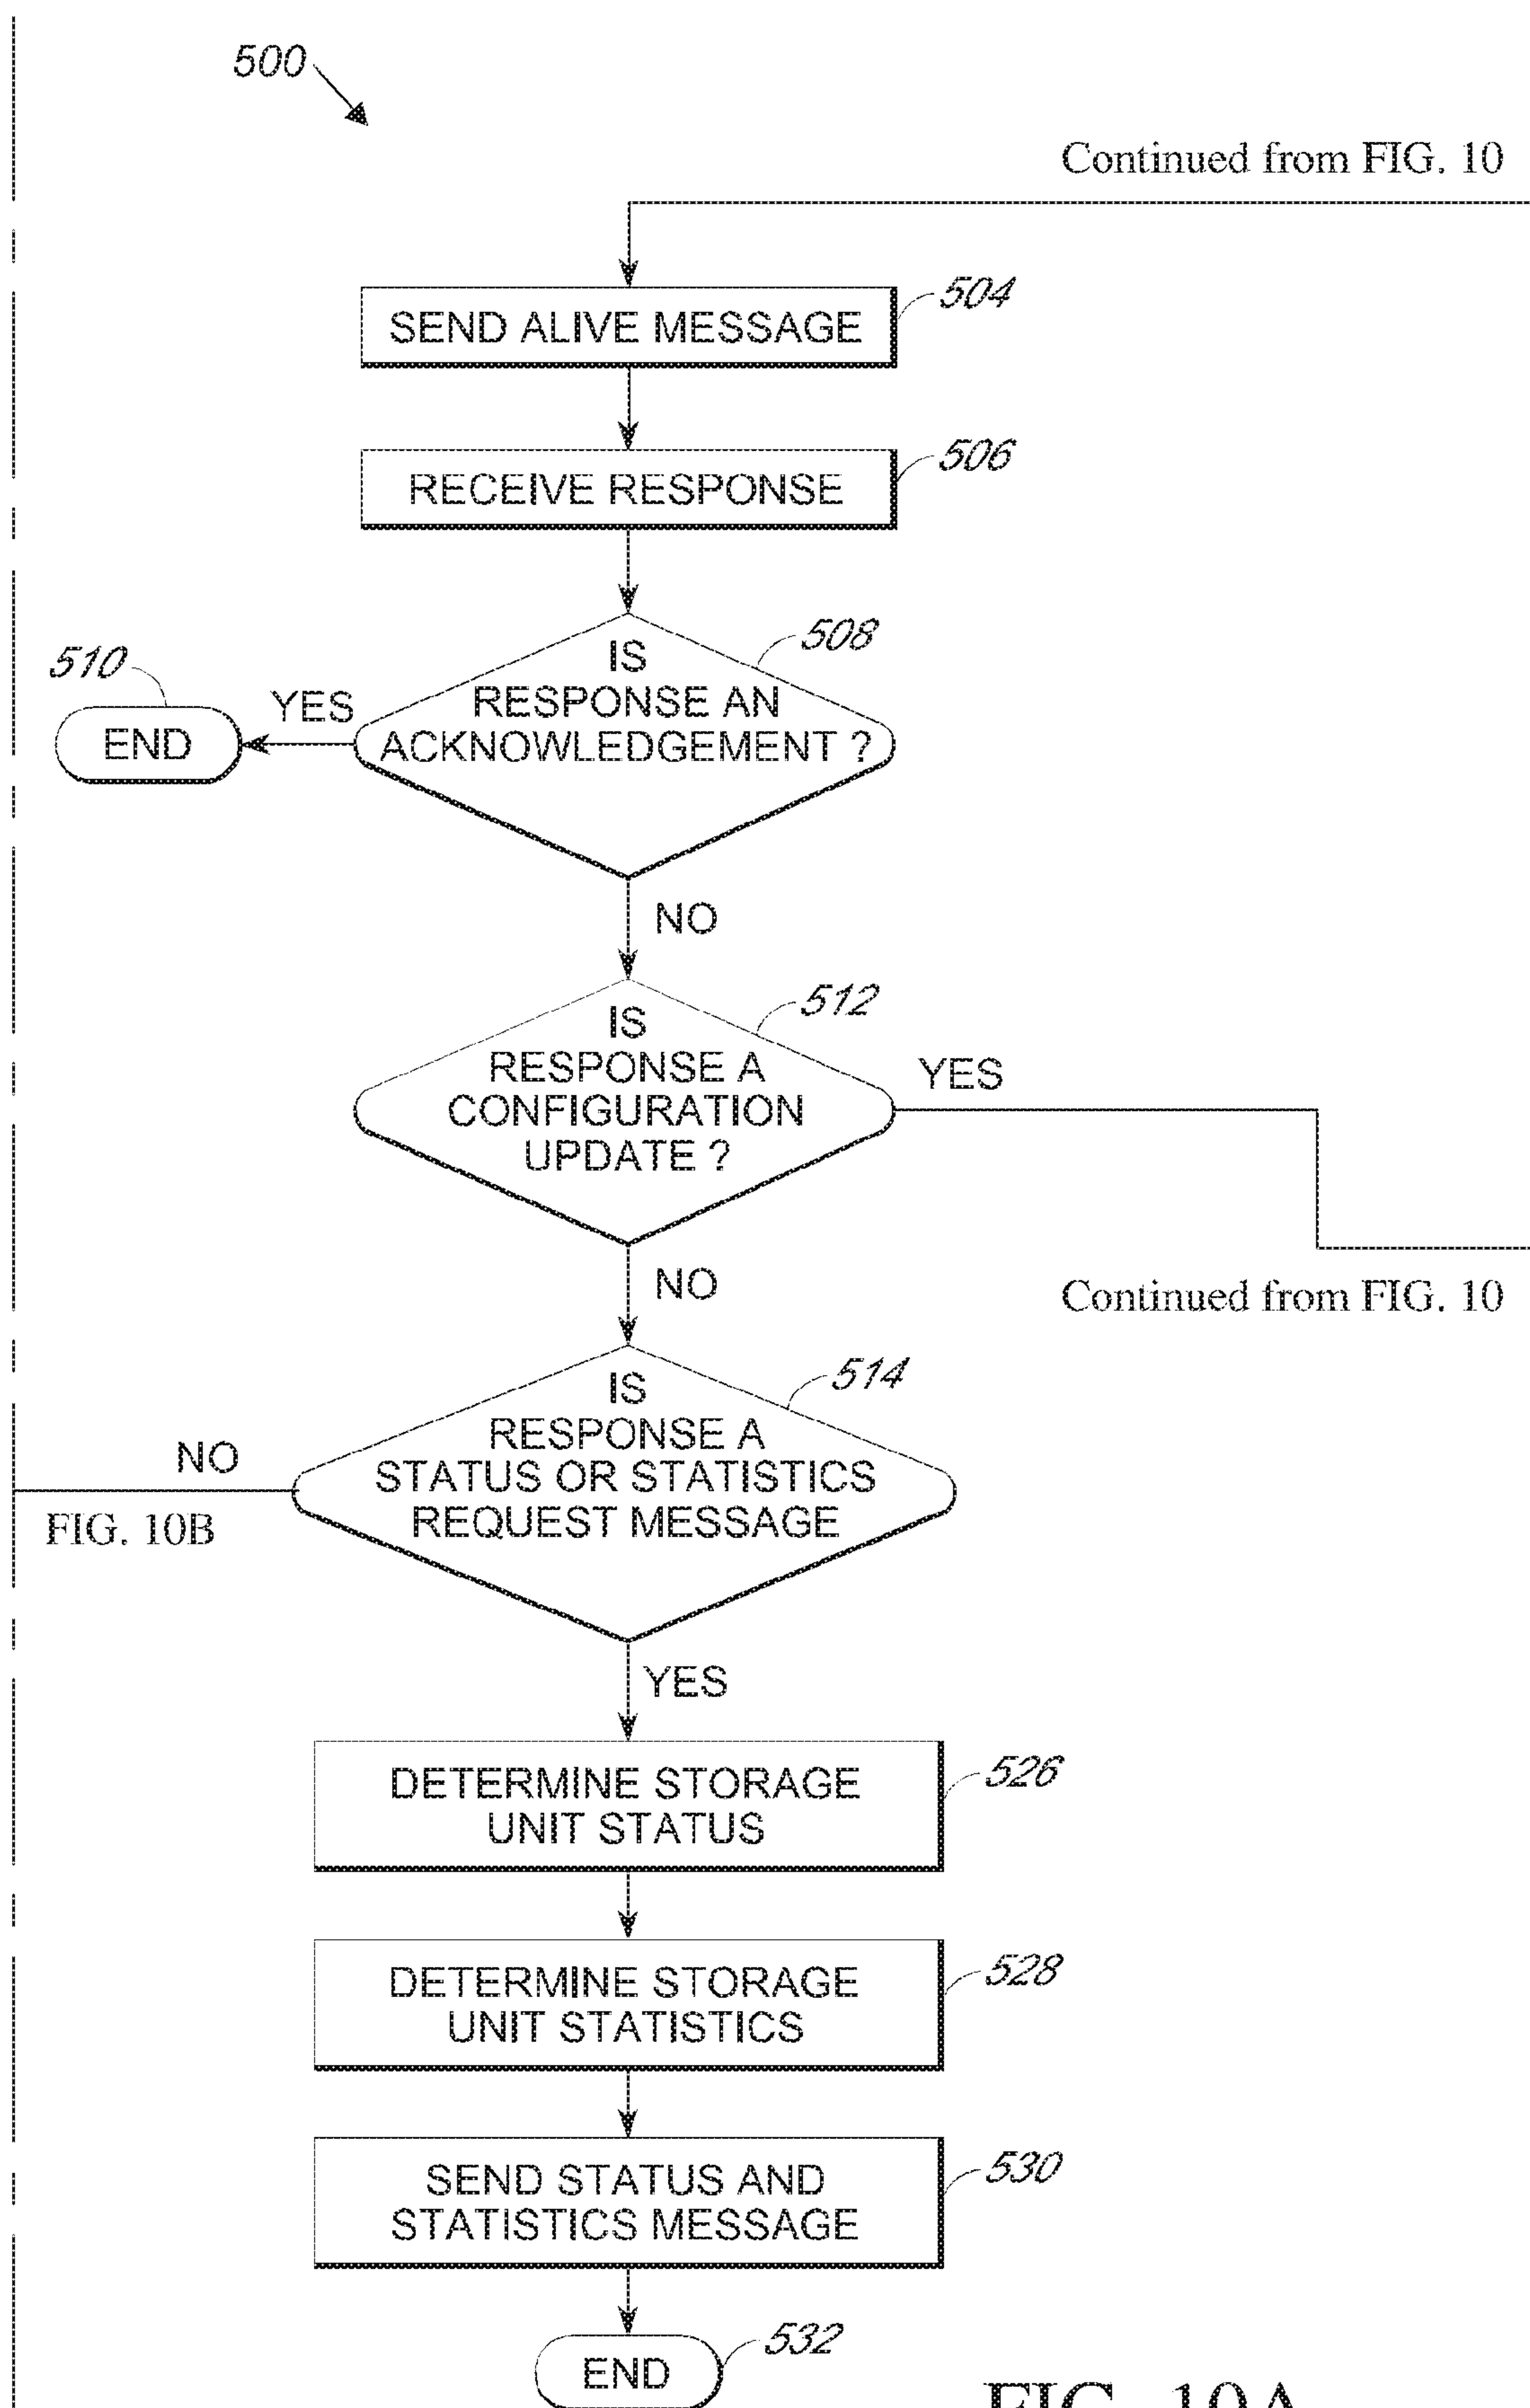 500
Continued from FIG. 10
SEND ALIVE MESSAGE
504
RECEIVE RESPONSE
506
IS
RESPONSE AN
ACKNOWLEDGEMENT ?
508
YES
510
END
NO
IS
RESPONSE A
CONFIGURATION
UPDATE ?
512
YES
Continued from FIG. 10
NO
IS
RESPONSE A
STATUS OR STATISTICS
REQUEST MESSAGE
514
NO
FIG. 10B
YES
DETERMINE STORAGE
UNIT STATUS
526
DETERMINE STORAGE
UNIT STATISTICS
528
SEND STATUS AND
STATISTICS MESSAGE
530
END
532
FIG. 10A